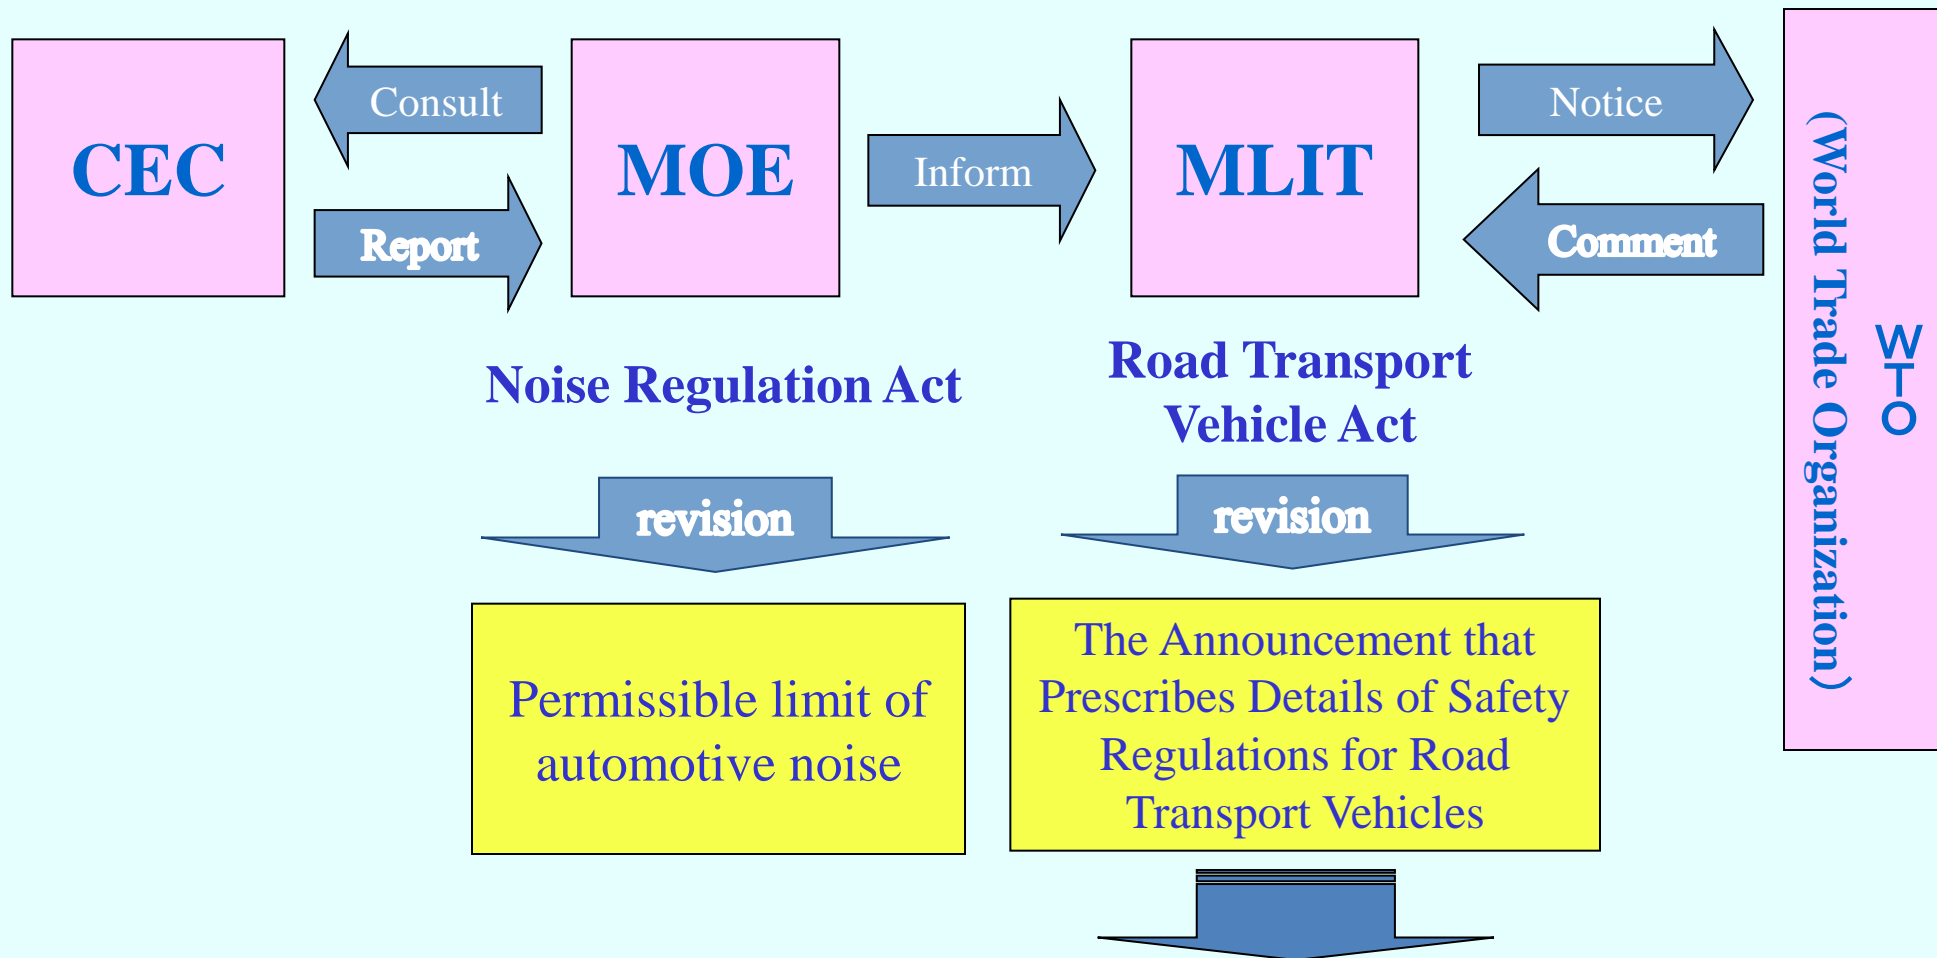 CEC
Consult
Report
MOE
Inform
MLIT
Notice
Comment
WTO
(World Trade Organization)
Noise Regulation Act
Road Transport
Vehicle Act
revision
revision
Permissible limit of
automotive noise
The Announcement that
Prescribes Details of Safety
Regulations for Road
Transport Vehicles